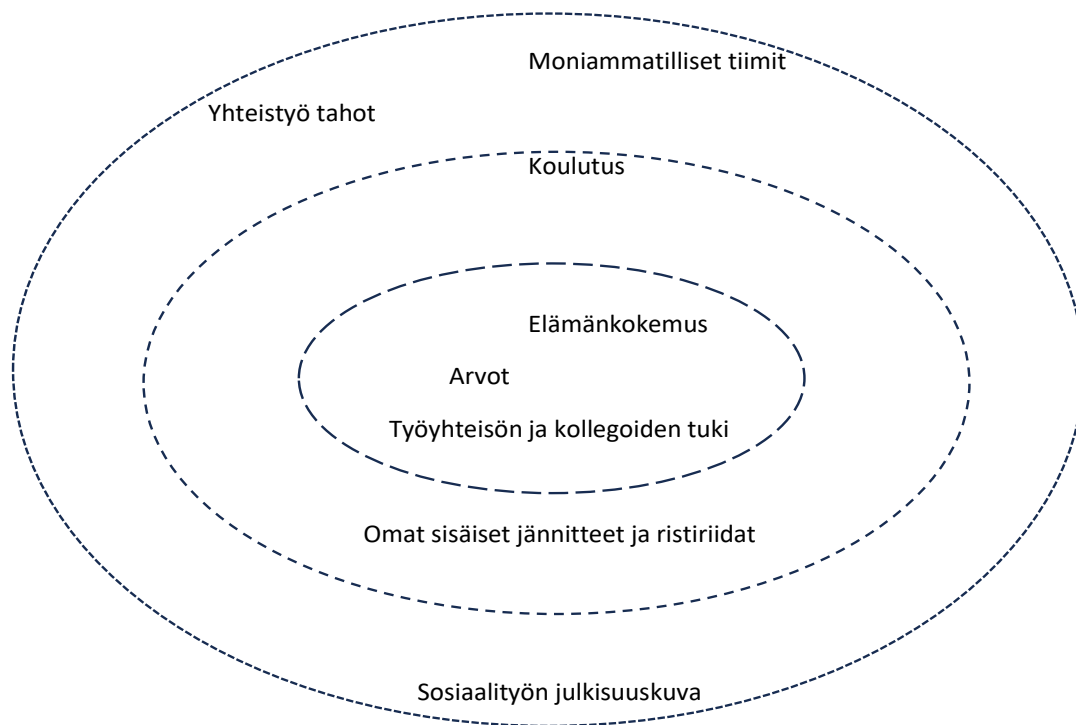 Moniammatilliset tiimit
Yhteistyö tahot
Koulutus
Elämänkokemus
Arvot
Työyhteisön ja kollegoiden tuki
Omat sisäiset jännitteet ja ristiriidat
Sosiaalityön julkisuuskuva